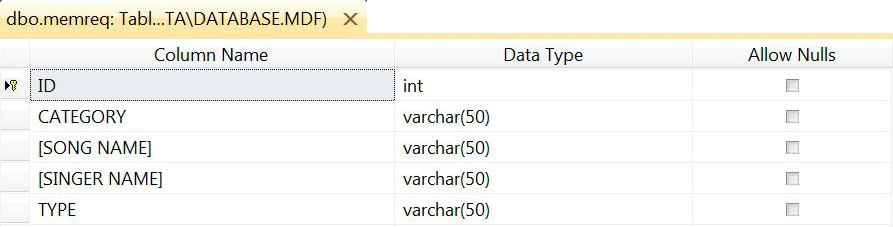 dbo.memreq: Tabl...TA\DATABASE.MDF) ✕
Column Name Data Type Allow Nulls
ID int
CATEGORY varchar(50)
[SONG NAME] varchar(50)
[SINGER NAME] varchar(50)
TYPE varchar(50)